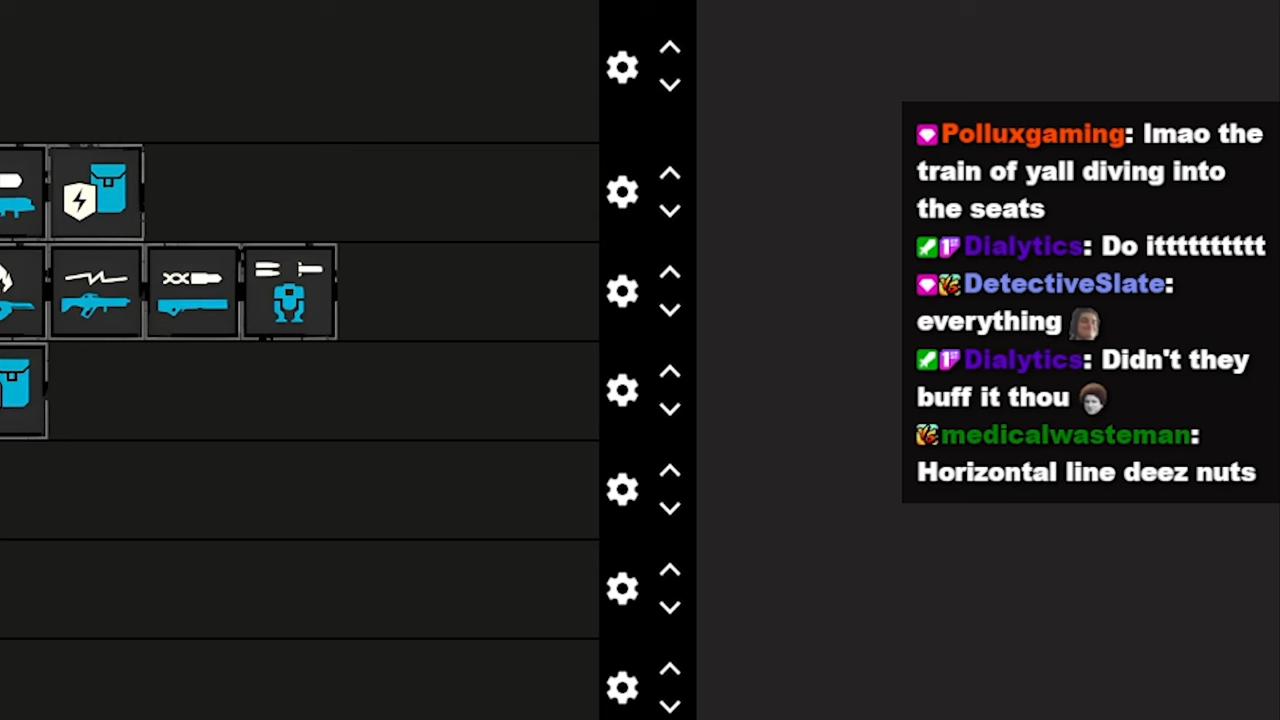 Polluxgaming: lmao the
train of yall diving into
the seats
Dialytics: Do itttttttttt
DetectiveSlate:
everything
Dialytics: Didn't they
buff it thou
medicalwasteman:
Horizontal line deez nuts